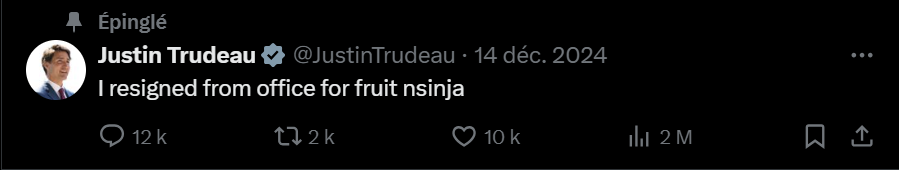 Épinglé
Justin Trudeau @JustinTrudeau · 14 déc. 2024
I resigned from office for fruit nsinja
12 k 2 k 10 k 2 M